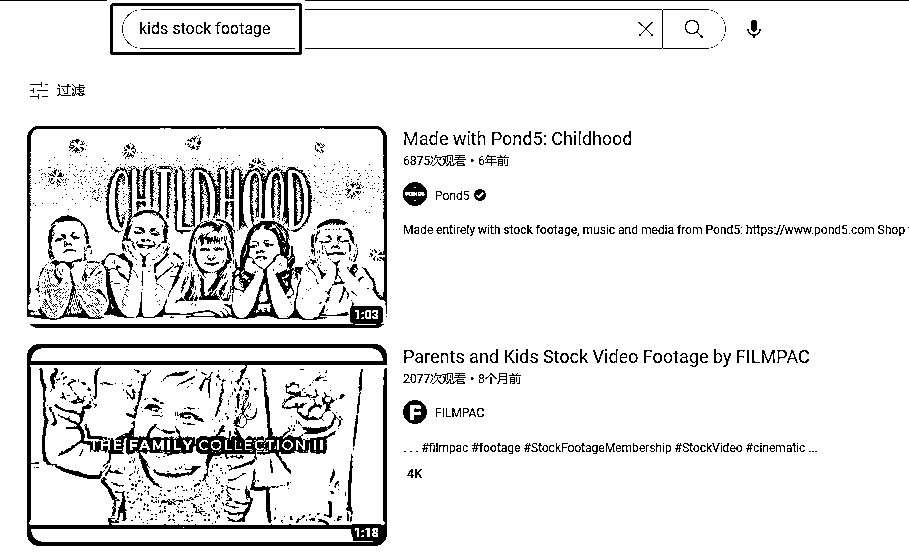 kids stock footage
过滤
CHILDHOOD
1:03
Made with Pond5: Childhood
6875次观看 • 6年前
Pond5
Made entirely with stock footage, music and media from Pond5: https://www.pond5.com Shop
THE FAMILY COLLECTION II
1:18
Parents and Kids Stock Video Footage by FILMPAC
2077次观看 • 8个月前
FILMPAC
... #filmpac #footage #StockFootageMembership #StockVideo #cinematic ...
4K